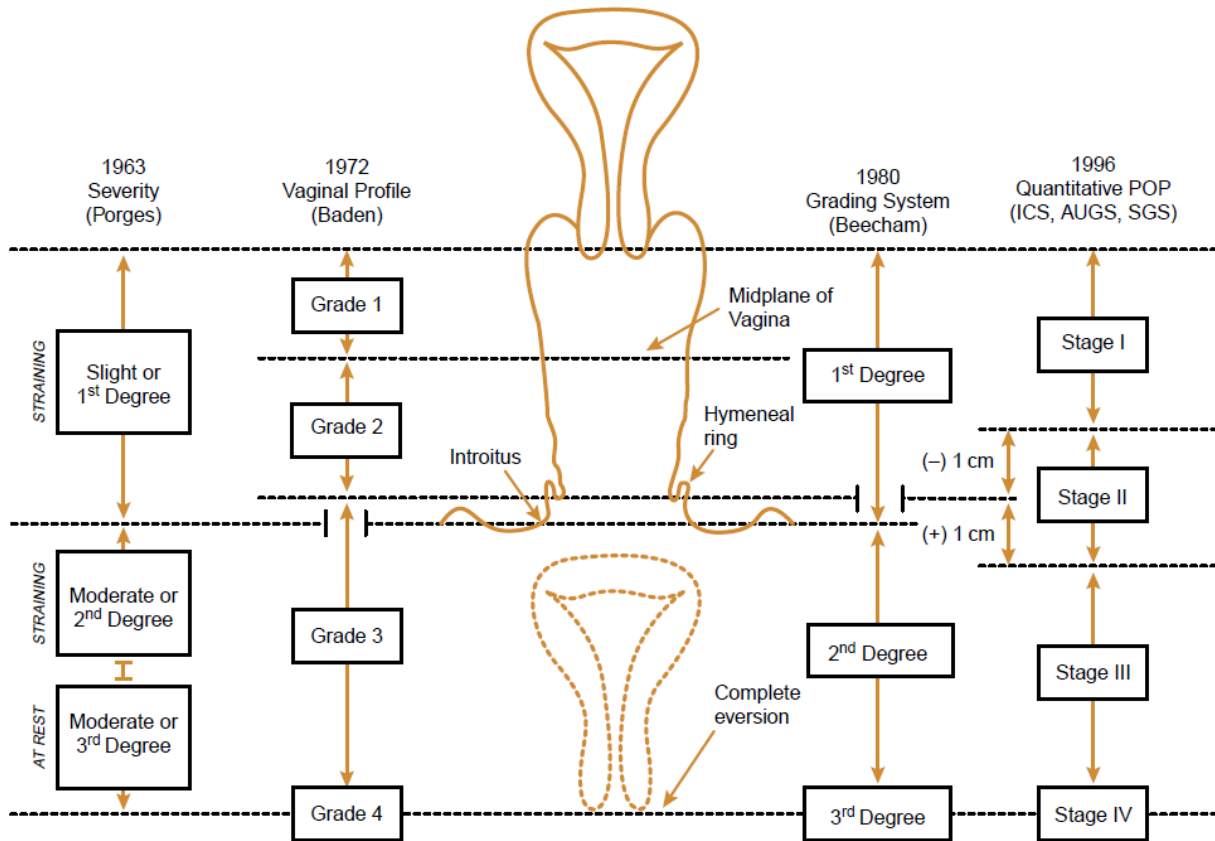 1963
Severity
(Porges)
1972
Vaginal Profile
(Baden)
1980
Grading System
(Beecham)
1996
Quantitative POP
(ICS, AUGS, SGS)
STRAINING
Slight or
1st Degree
Grade 1
Grade 2
Midplane of
Vagina
Introitus
Hymeneal
ring
1st Degree
Stage I
(–) 1 cm
Stage II
(+) 1 cm
STRAINING
Moderate or
2nd Degree
AT REST
Moderate or
3rd Degree
Grade 3
Grade 4
Complete
eversion
2nd Degree
3rd Degree
Stage III
Stage IV